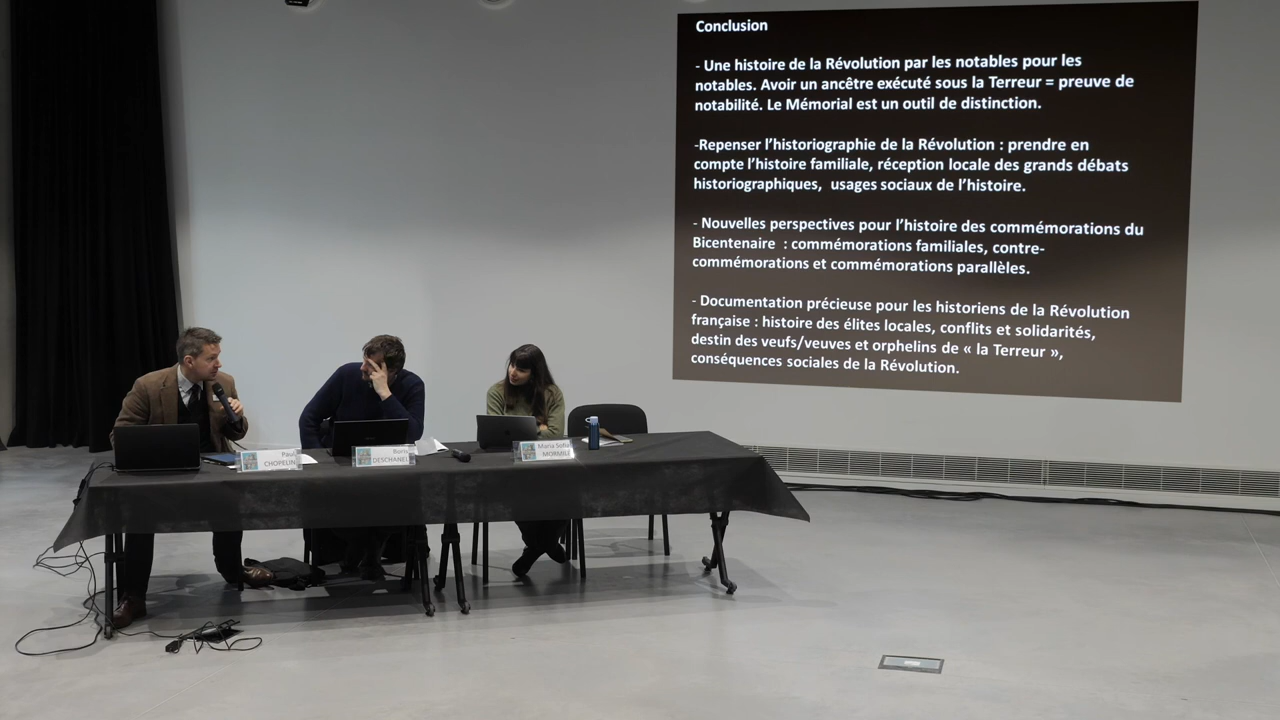 Conclusion
- Une histoire de la Révolution par les notables pour les
notables. Avoir un ancêtre exécuté sous la Terreur = preuve de
notabilité. Le Mémorial est un outil de distinction.
-Repenser l’historiographie de la Révolution : prendre en
compte l’histoire familiale, réception locale des grands débats
historiographiques, usages sociaux de l’histoire.
- Nouvelles perspectives pour l’histoire des commémorations du
Bicentenaire : commémorations familiales, contre-
commémorations et commémorations parallèles.
- Documentation précieuse pour les historiens de la Révolution
française : histoire des élites locales, conflits et solidarités,
destin des veufs/veuves et orphelins de « la Terreur »,
conséquences sociales de la Révolution.
Paul
CHOPELIN
Boris
DESCHANEL
Maria Sofia
MORMILE